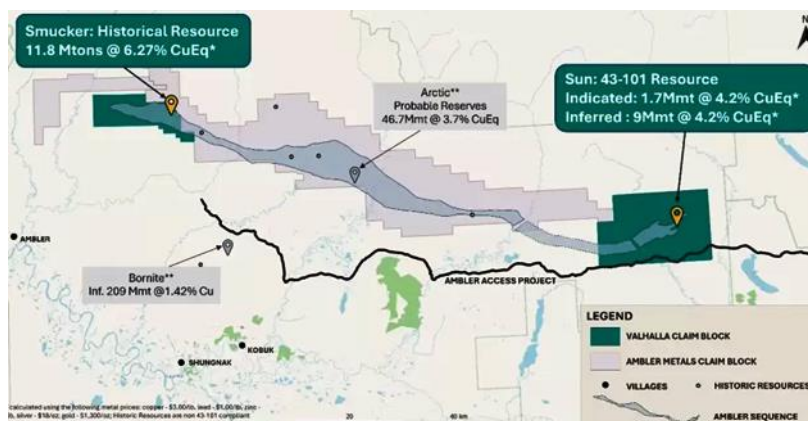 Smucker: Historical Resource
11.8 Mtons @ 6.27% CuEq*
N
Arctic**
Probable Reserves
46.7Mmt @ 3.7% CuEq
Sun: 43-101 Resource
Indicated: 1.7Mmt @ 4.2% CuEq*
Inferred : 9Mmt @ 4.2% CuEq*
AMBLER
Bornite**
Inf. 209 Mmt @1.42% Cu
AMBLER ACCESS PROJECT
KOBUK
SHUNGNAK
LEGEND
VALHALLA CLAIM BLOCK
AMBLER METALS CLAIM BLOCK
VILLAGES
HISTORIC RESOURCES
AMBLER SEQUENCE
calculated using the following metal prices: copper - $3.00/lb, lead - $1.00/lb, zinc -
lb, silver - $18/oz; gold - $1,300/oz; Historic Resources are non 43-101 compliant
20
40 km